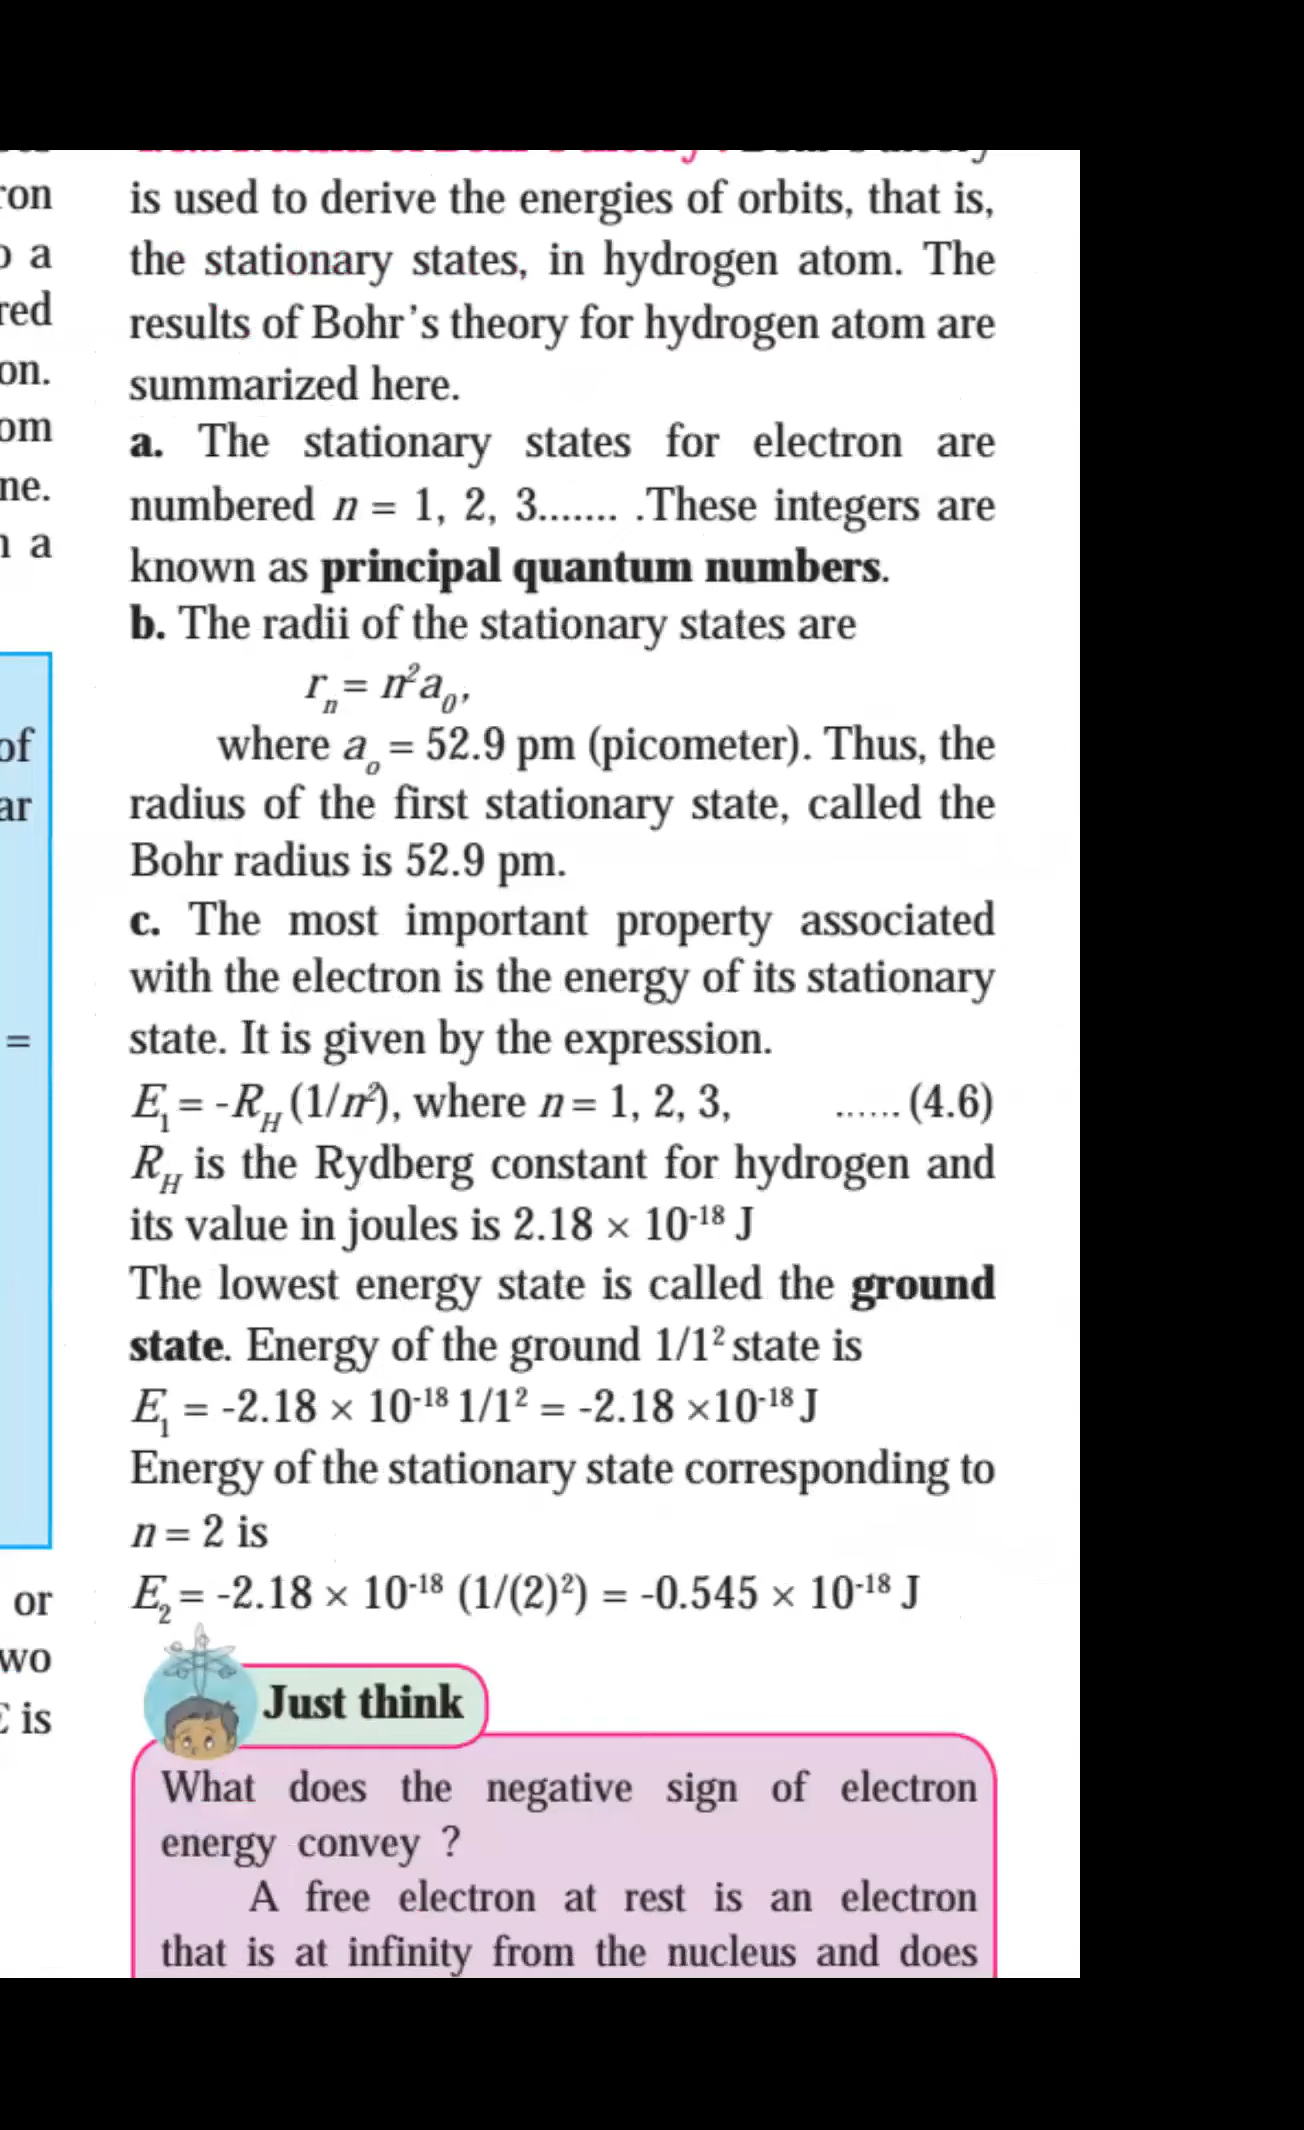 ron
a
red
on.
om
ne.
a
of
ar
=
or
wo
is
is used to derive the energies of orbits, that is,
the stationary states, in hydrogen atom. The
results of Bohr's theory for hydrogen atom are
summarized here.
a. The stationary states for electron are
numbered n = 1, 2, 3....... .These integers are
known as principal quantum numbers.
b. The radii of the stationary states are
rₙ = n²a₀,
where aₒ = 52.9 pm (picometer). Thus, the
radius of the first stationary state, called the
Bohr radius is 52.9 pm.
c. The most important property associated
with the electron is the energy of its stationary
state. It is given by the expression.
E₁ = -R_H (1/n²), where n = 1, 2, 3, ...... (4.6)
R_H is the Rydberg constant for hydrogen and
its value in joules is 2.18 × 10⁻¹⁸ J
The lowest energy state is called the ground
state. Energy of the ground 1/1² state is
E₁ = -2.18 × 10⁻¹⁸ 1/1² = -2.18 ×10⁻¹⁸ J
Energy of the stationary state corresponding to
n = 2 is
E₂ = -2.18 × 10⁻¹⁸ (1/(2)²) = -0.545 × 10⁻¹⁸ J
Just think
What does the negative sign of electron
energy convey ?
A free electron at rest is an electron
that is at infinity from the nucleus and does